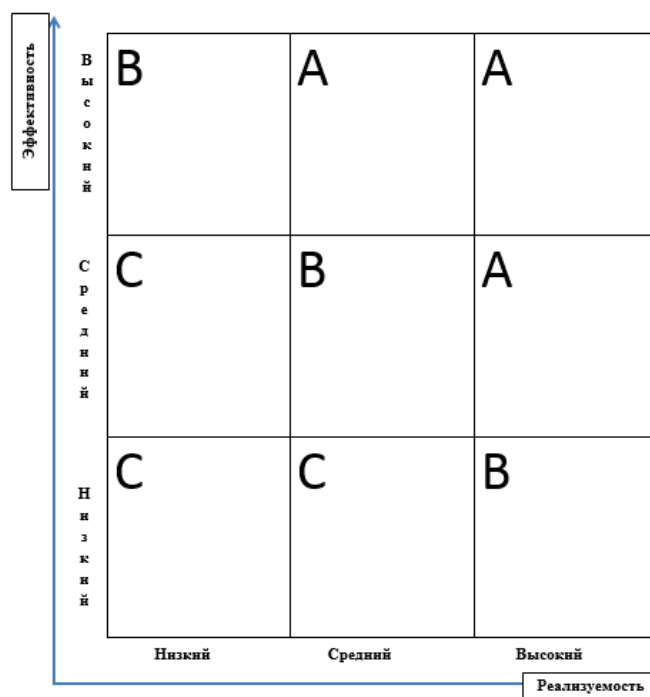 Эффективность
Высокий
B A A
Средний
C B A
Низкий
C C B
Низкий Средний Высокий
Реализуемость